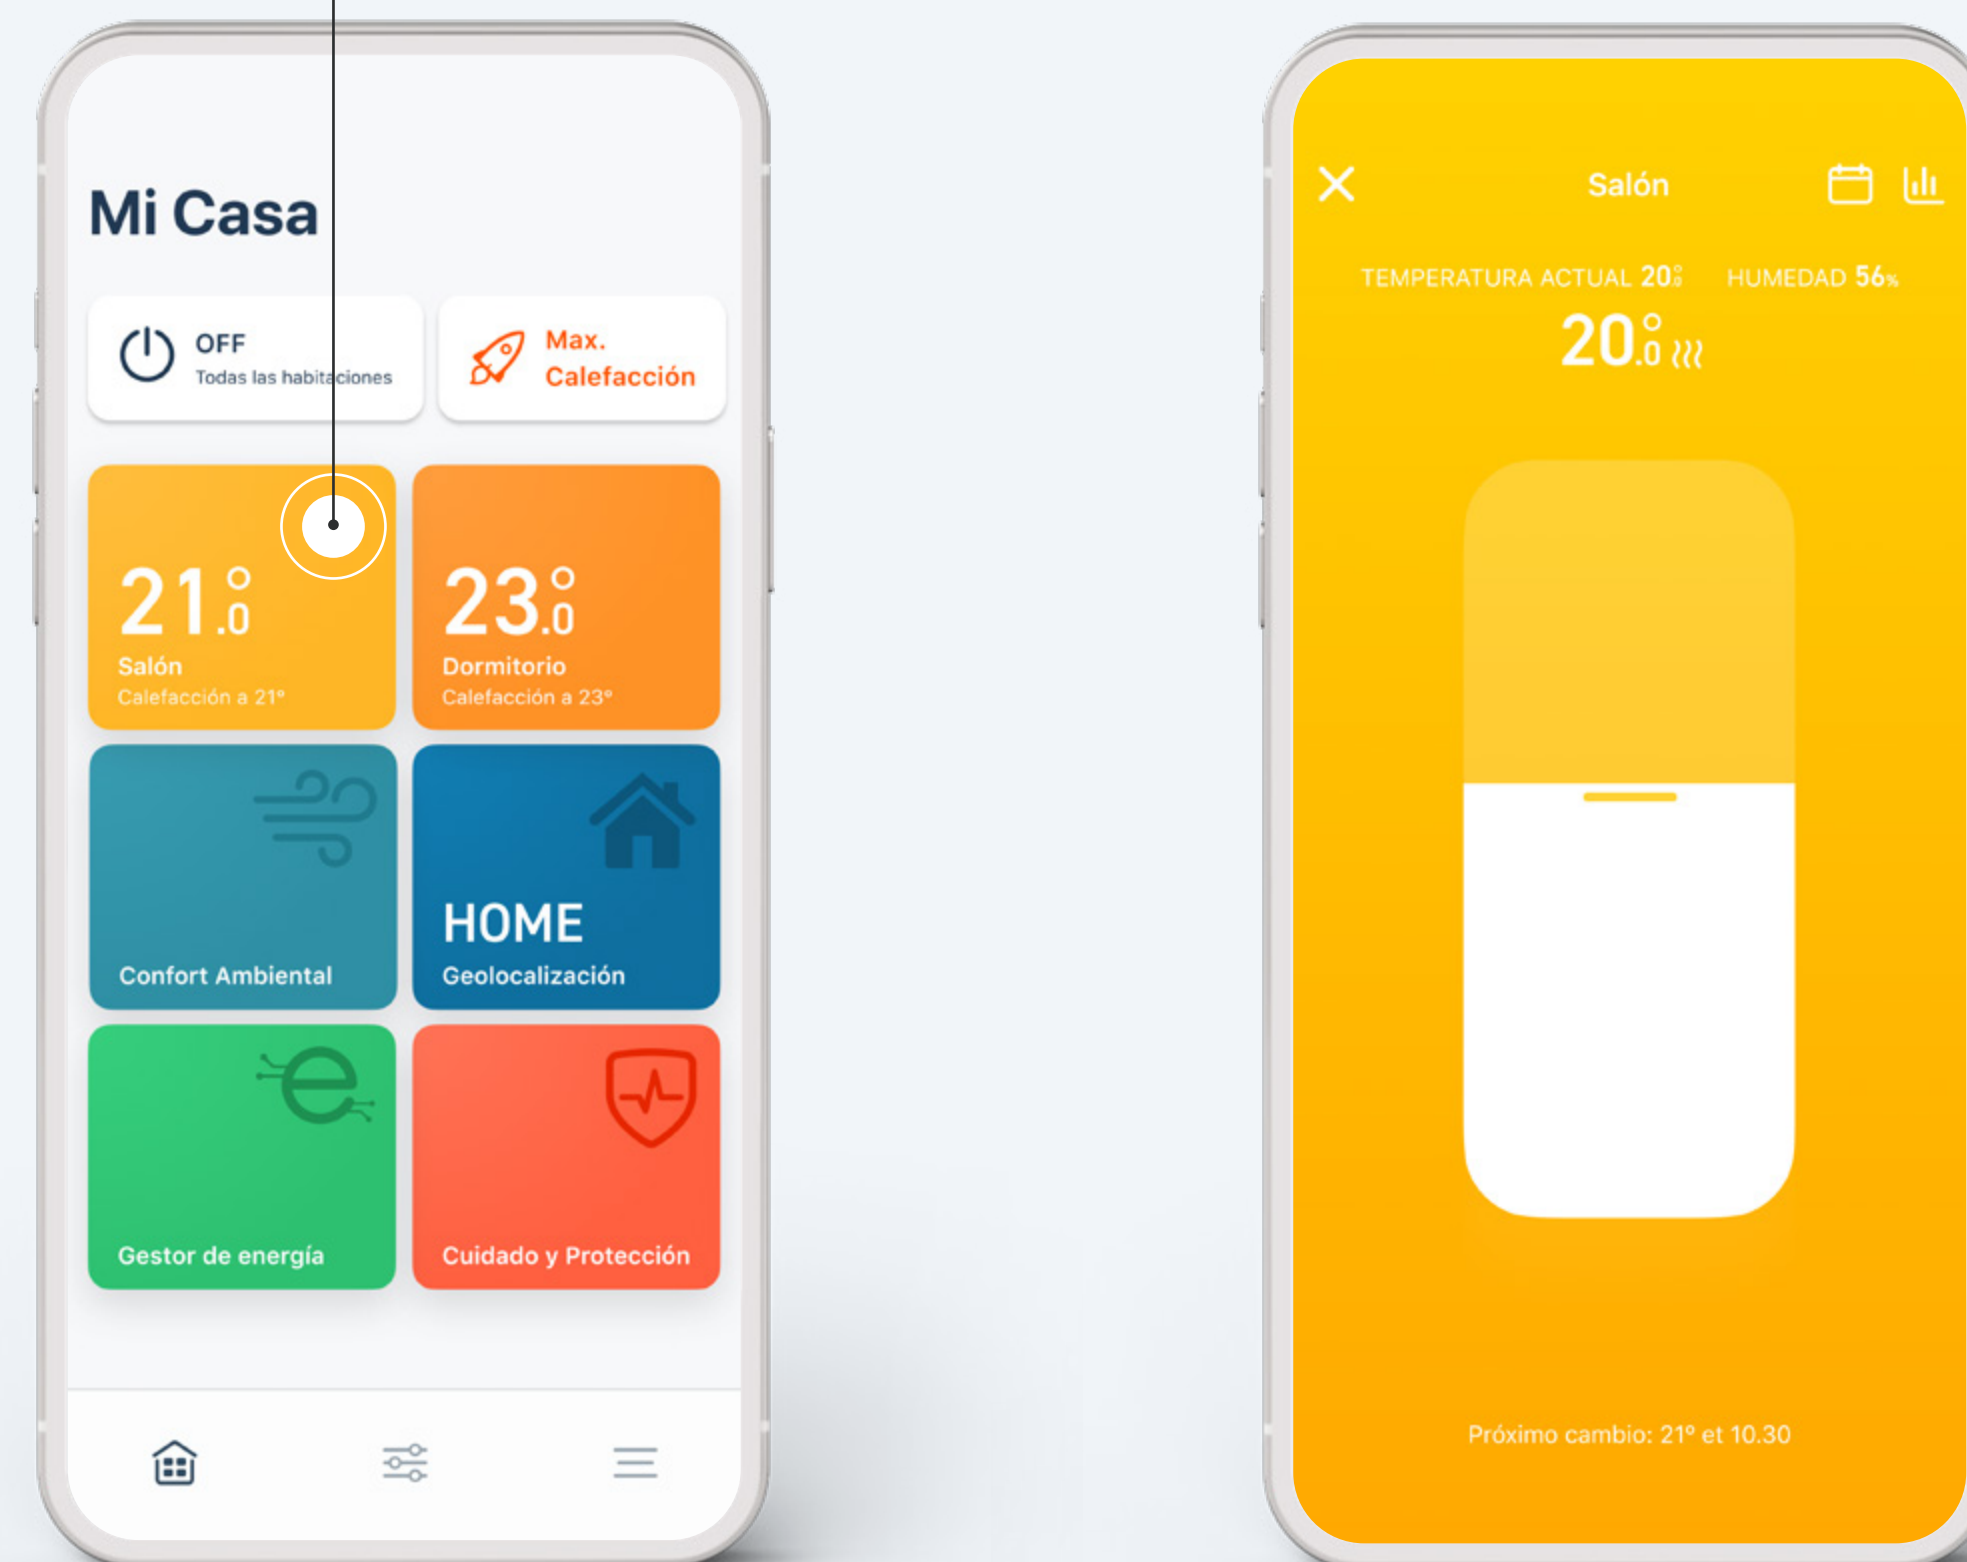 Mi Casa
OFF
Todas las habitaciones
Max.
Calefacción
21.0°
Salón
Calefacción a 21°
23.0°
Dormitorio
Calefacción a 23°
Confort Ambiental
HOME
Geolocalización
e
Gestor de energía
Cuidado y Protección
Salón
TEMPERATURA ACTUAL 20.0° HUMEDAD 56%
20.0°
Próximo cambio: 21° et 10.30